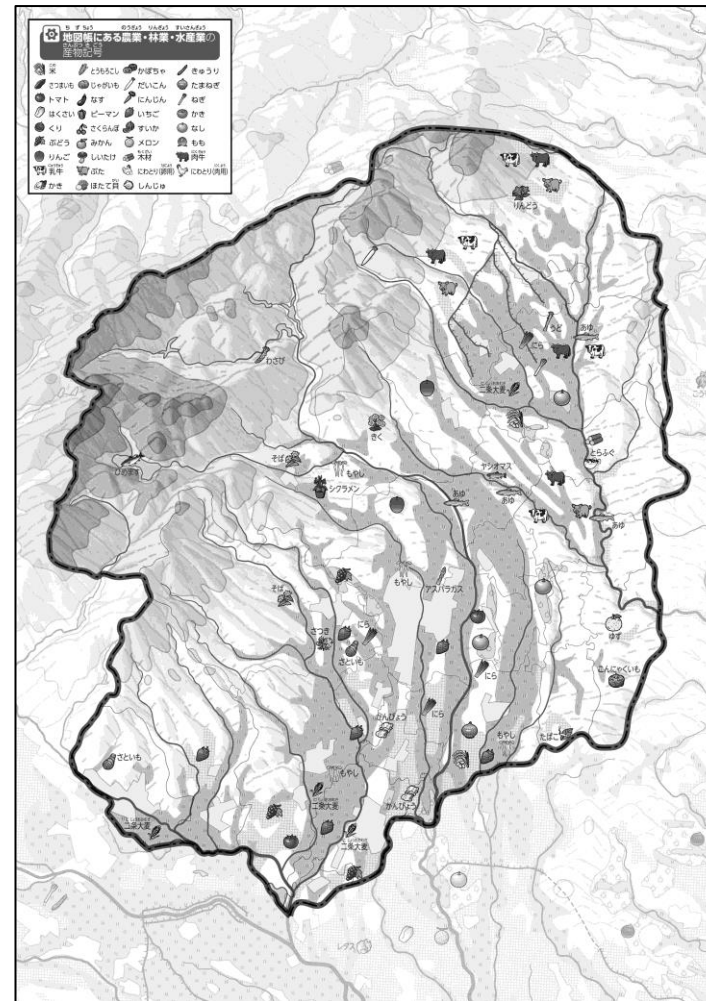 地図帳にある農業・林業・水産業の
産物記号
米 とうもろこし かぼちゃ きゅうり
さつまいも じゃがいも だいこん たまねぎ
トマト なす にんじん ねぎ
はくさい ピーマン いちご かき
くり さくらんぼ すいか なし
ぶどう みかん メロン もも
りんご しいたけ 木材 肉牛
乳牛 ぶた にわとり(卵用) にわとり(肉用)
かき ほたて貝 しんじゅ
りんどう
うど
あゆ
にら
わさび
二条大麦
きく
とらふぐ
そば
もやし
ヤシオマス
ひめます
シクラメン
あゆ
あゆ
あゆ
もやし
アスパラガス
そば
さつき
にら
さといも
ゆず
にら
こんにゃくいも
にら
かんぴょう
もやし
たばこ
さといも
もやし
二条大麦
かんぴょう
二条大麦
二条大麦
レタス